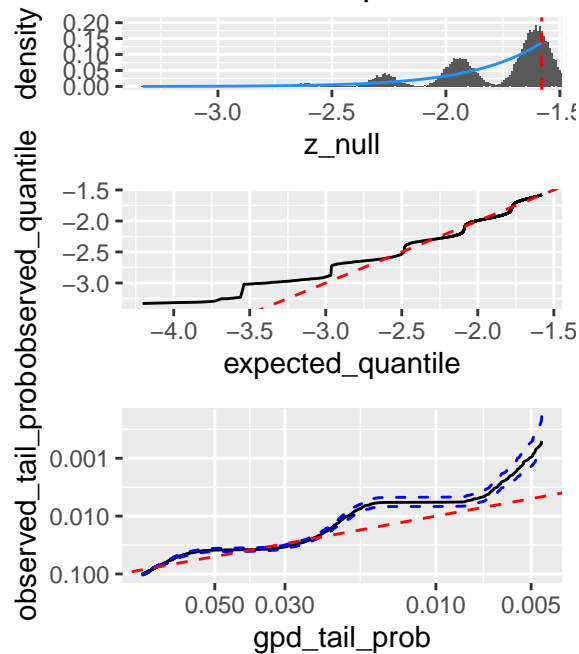 0.20
0.15
0.10
0.05
0.00
density
−3.0 −2.5 −2.0 −1.5
z_null
−1.5
−2.0
−2.5
−3.0
observed_quantile
−4.0 −3.5 −3.0 −2.5 −2.0 −1.5
expected_quantile
0.001
0.010
0.100
observed_tail_prob
0.050 0.030 0.010 0.005
gpd_tail_prob